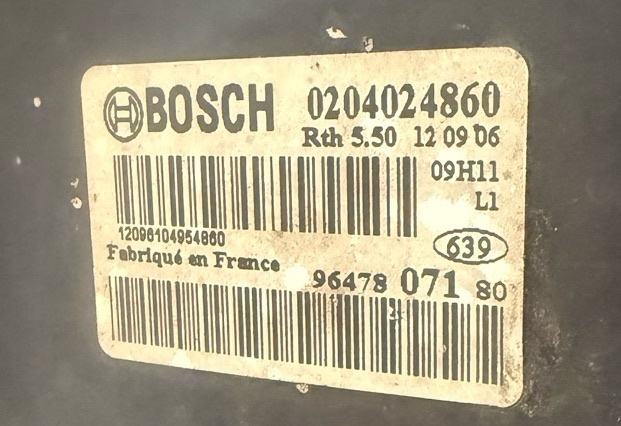 BOSCH 0204024860
Rth 5.50 12 09 06
09H11
L1
12096104954860
639
Fabriqué en France
96478 071 80